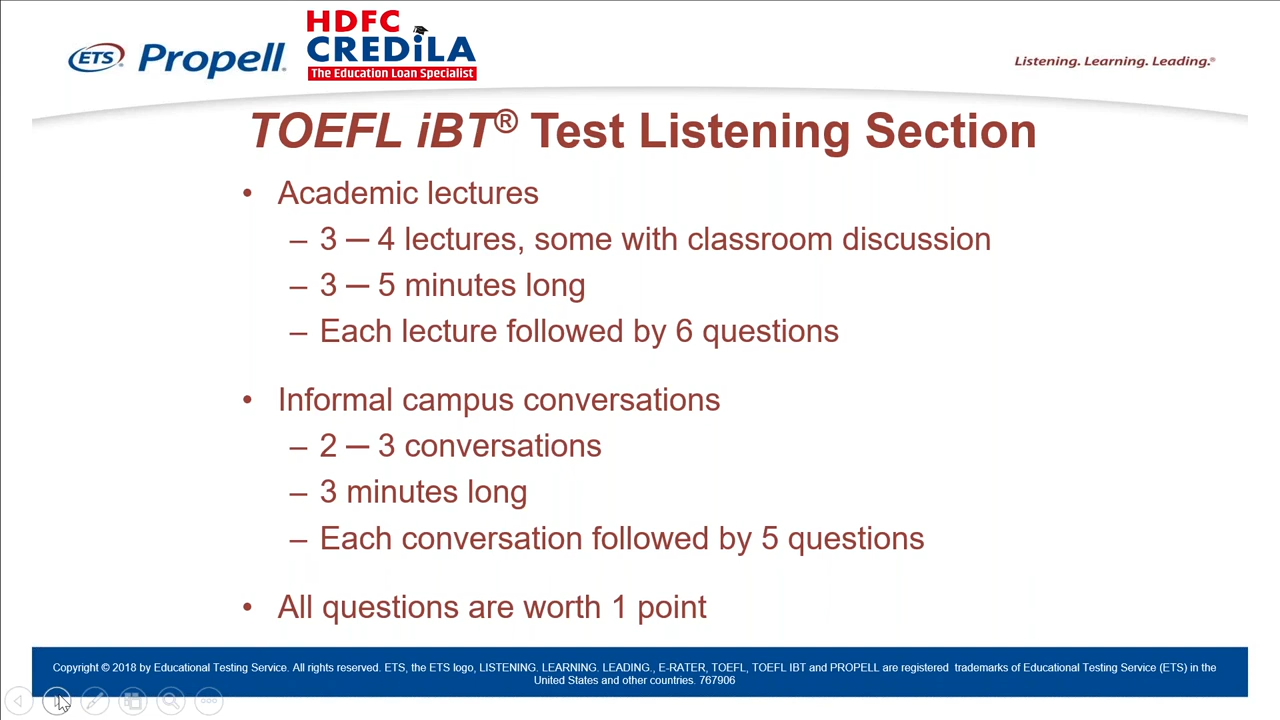 ETS Propell®
HDFC
CREDiLA
The Education Loan Specialist
Listening. Learning. Leading.®
TOEFL iBT® Test Listening Section
• Academic lectures
– 3 — 4 lectures, some with classroom discussion
– 3 — 5 minutes long
– Each lecture followed by 6 questions
• Informal campus conversations
– 2 — 3 conversations
– 3 minutes long
– Each conversation followed by 5 questions
• All questions are worth 1 point
Copyright © 2018 by Educational Testing Service. All rights reserved. ETS, the ETS logo, LISTENING. LEARNING. LEADING., E-RATER, TOEFL, TOEFL IBT and PROPELL are registered trademarks of Educational Testing Service (ETS) in the
United States and other countries. 767906